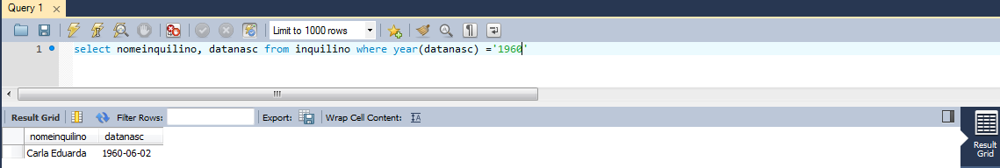 Query 1
Limit to 1000 rows
1 select nomeinquilino, datanasc from inquilino where year(datanasc) ='1960'
Result Grid Filter Rows: Export: Wrap Cell Content: IA
nomeinquilino datanasc
Carla Eduarda 1960-06-02
Result
Grid